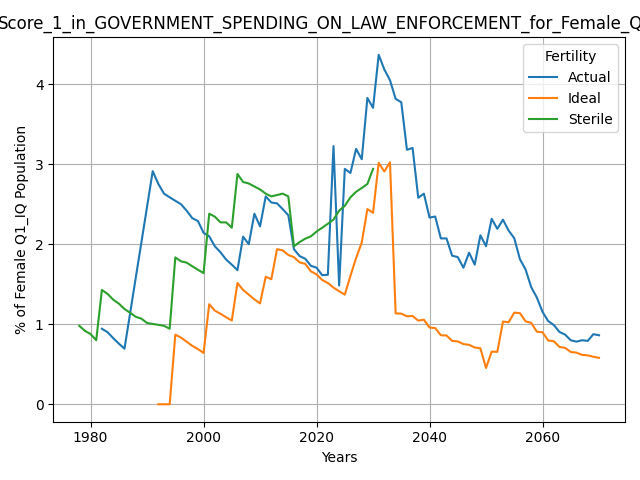 Score_1_in_GOVERNMENT_SPENDING_ON_LAW_ENFORCEMENT_for_Female_Q
Fertility
Actual
Ideal
Sterile
% of Female Q1_IQ Population
4
3
2
1
0
1980 2000 2020 2040 2060
Years